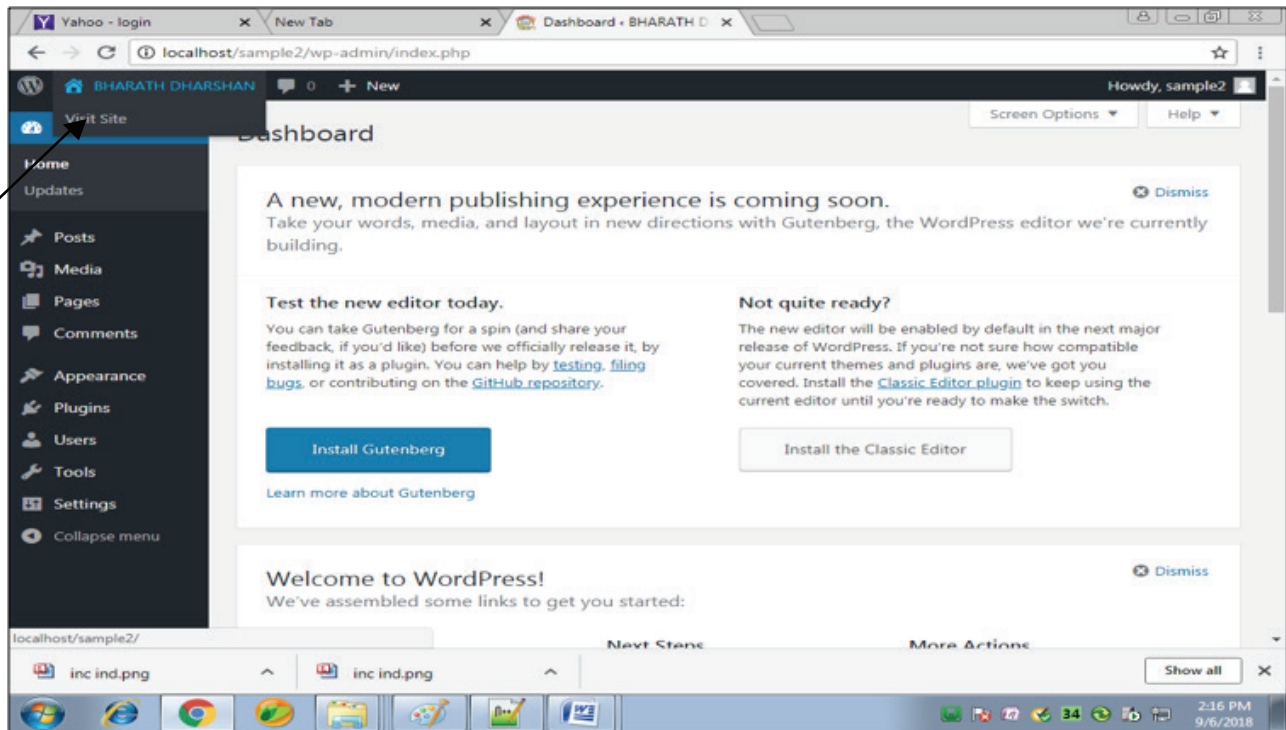 Yahoo - login
New Tab
Dashboard ‹ BHARATH D
localhost/sample2/wp-admin/index.php
BHARATH DHARSHAN 0 + New
Howdy, sample2
Visit Site
Screen Options
Help
Dashboard
Home
Updates
Posts
Media
Pages
Comments
Appearance
Plugins
Users
Tools
Settings
Collapse menu
A new, modern publishing experience is coming soon.
Dismiss
Take your words, media, and layout in new directions with Gutenberg, the WordPress editor we're currently
building.
Test the new editor today.
You can take Gutenberg for a spin (and share your
feedback, if you'd like) before we officially release it, by
installing it as a plugin. You can help by testing, filing
bugs, or contributing on the GitHub repository.
Install Gutenberg
Learn more about Gutenberg
Not quite ready?
The new editor will be enabled by default in the next major
release of WordPress. If you're not sure how compatible
your current themes and plugins are, we've got you
covered. Install the Classic Editor plugin to keep using the
current editor until you're ready to make the switch.
Install the Classic Editor
Welcome to WordPress!
Dismiss
We've assembled some links to get you started:
Next Steps
More Actions
localhost/sample2/
inc ind.png
inc ind.png
Show all
34
2:16 PM
9/6/2018